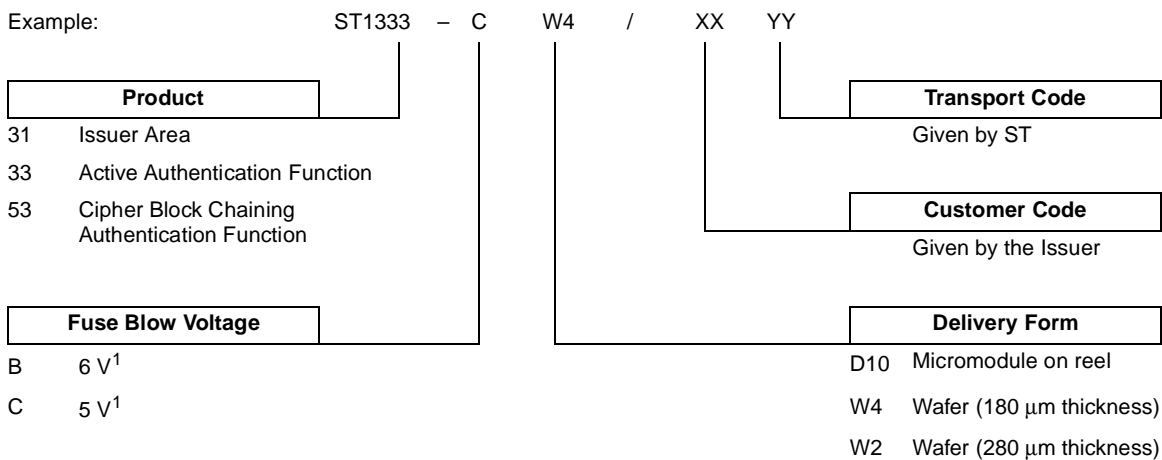 Example: ST1333 – C W4 / XX YY
Product
31 Issuer Area
33 Active Authentication Function
53 Cipher Block Chaining
Authentication Function
Transport Code
Given by ST
Customer Code
Given by the Issuer
Fuse Blow Voltage
B 6 V1
C 5 V1
Delivery Form
D10 Micromodule on reel
W4 Wafer (180 μm thickness)
W2 Wafer (280 μm thickness)